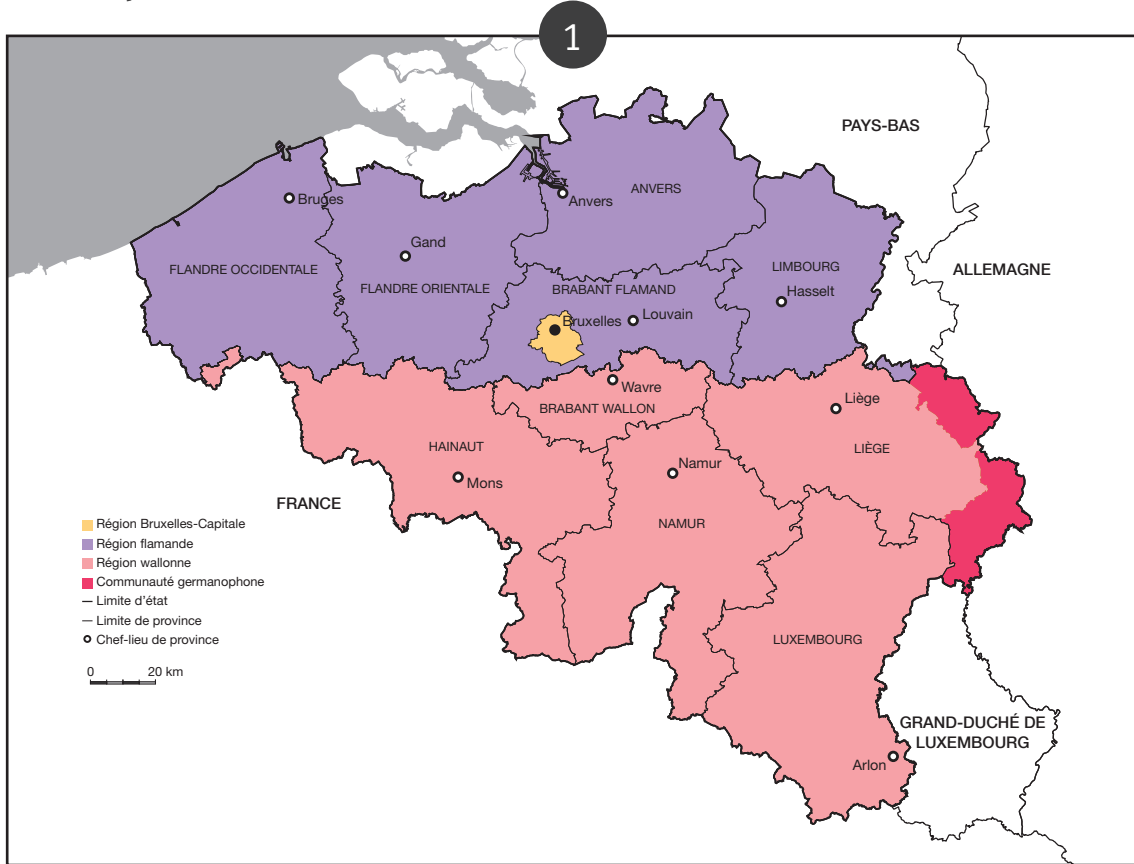 1
PAYS-BAS
ANVERS
Anvers
Bruges
Gand
FLANDRE OCCIDENTALE
FLANDRE ORIENTALE
BRABANT FLAMAND
LIMBOURG
ALLEMAGNE
Hasselt
Bruxelles
Louvain
Wavre
BRABANT WALLON
Liège
LIÈGE
HAINAUT
Mons
Namur
NAMUR
FRANCE
Région Bruxelles-Capitale
Région flamande
Région wallonne
Communauté germanophone
Limite d'état
Limite de province
Chef-lieu de province
0 20 km
LUXEMBOURG
GRAND-DUCHÉ DE
LUXEMBOURG
Arlon